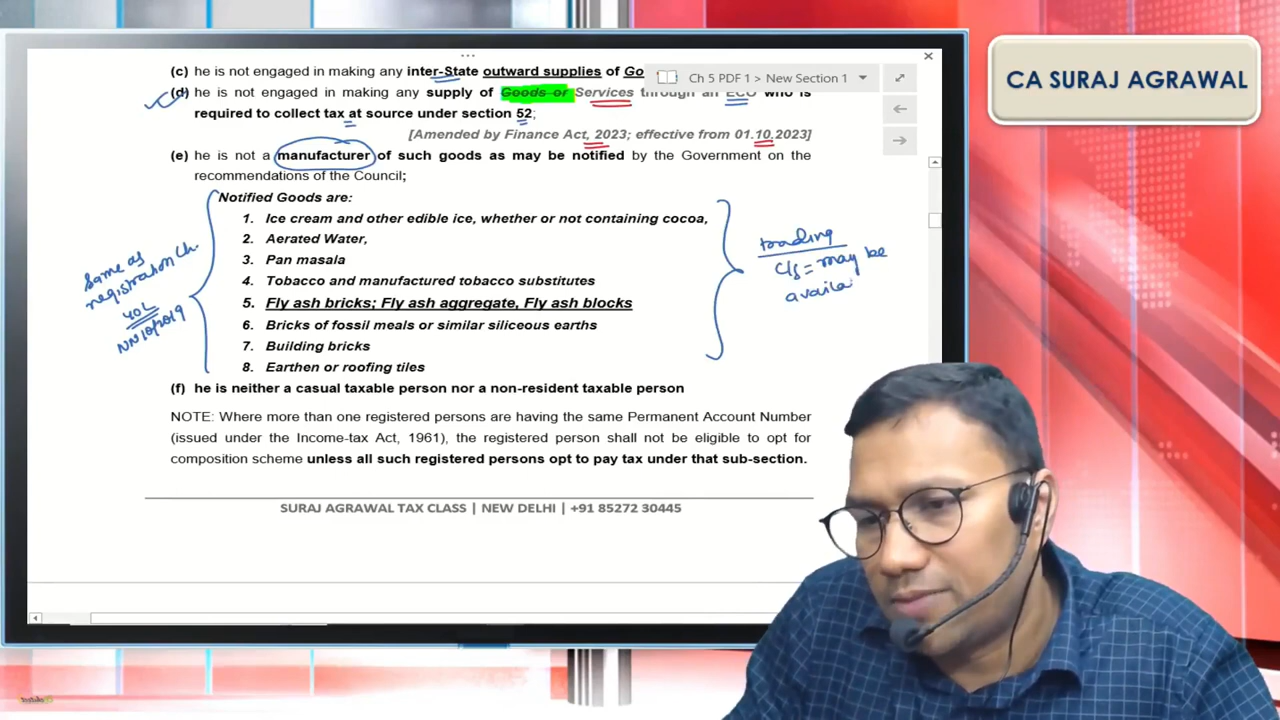 CA SURAJ AGRAWAL
Ch 5 PDF 1 > New Section 1
(c) he is not engaged in making any inter-State outward supplies of Go
(d) he is not engaged in making any supply of Goods or Services through an ECO who is
required to collect tax at source under section 52;
[Amended by Finance Act, 2023; effective from 01.10.2023]
(e) he is not a manufacturer of such goods as may be notified by the Government on the
recommendations of the Council;
Notified Goods are:
1. Ice cream and other edible ice, whether or not containing cocoa,
2. Aerated Water,
3. Pan masala
4. Tobacco and manufactured tobacco substitutes
5. Fly ash bricks; Fly ash aggregate, Fly ash blocks
6. Bricks of fossil meals or similar siliceous earths
7. Building bricks
8. Earthen or roofing tiles
Same as
registration Ch.
40L
NN10/2019
trading
C/S = may be
availa
(f) he is neither a casual taxable person nor a non-resident taxable person
NOTE: Where more than one registered persons are having the same Permanent Account Number
(issued under the Income-tax Act, 1961), the registered person shall not be eligible to opt for
composition scheme unless all such registered persons opt to pay tax under that sub-section.
SURAJ AGRAWAL TAX CLASS | NEW DELHI | +91 85272 30445